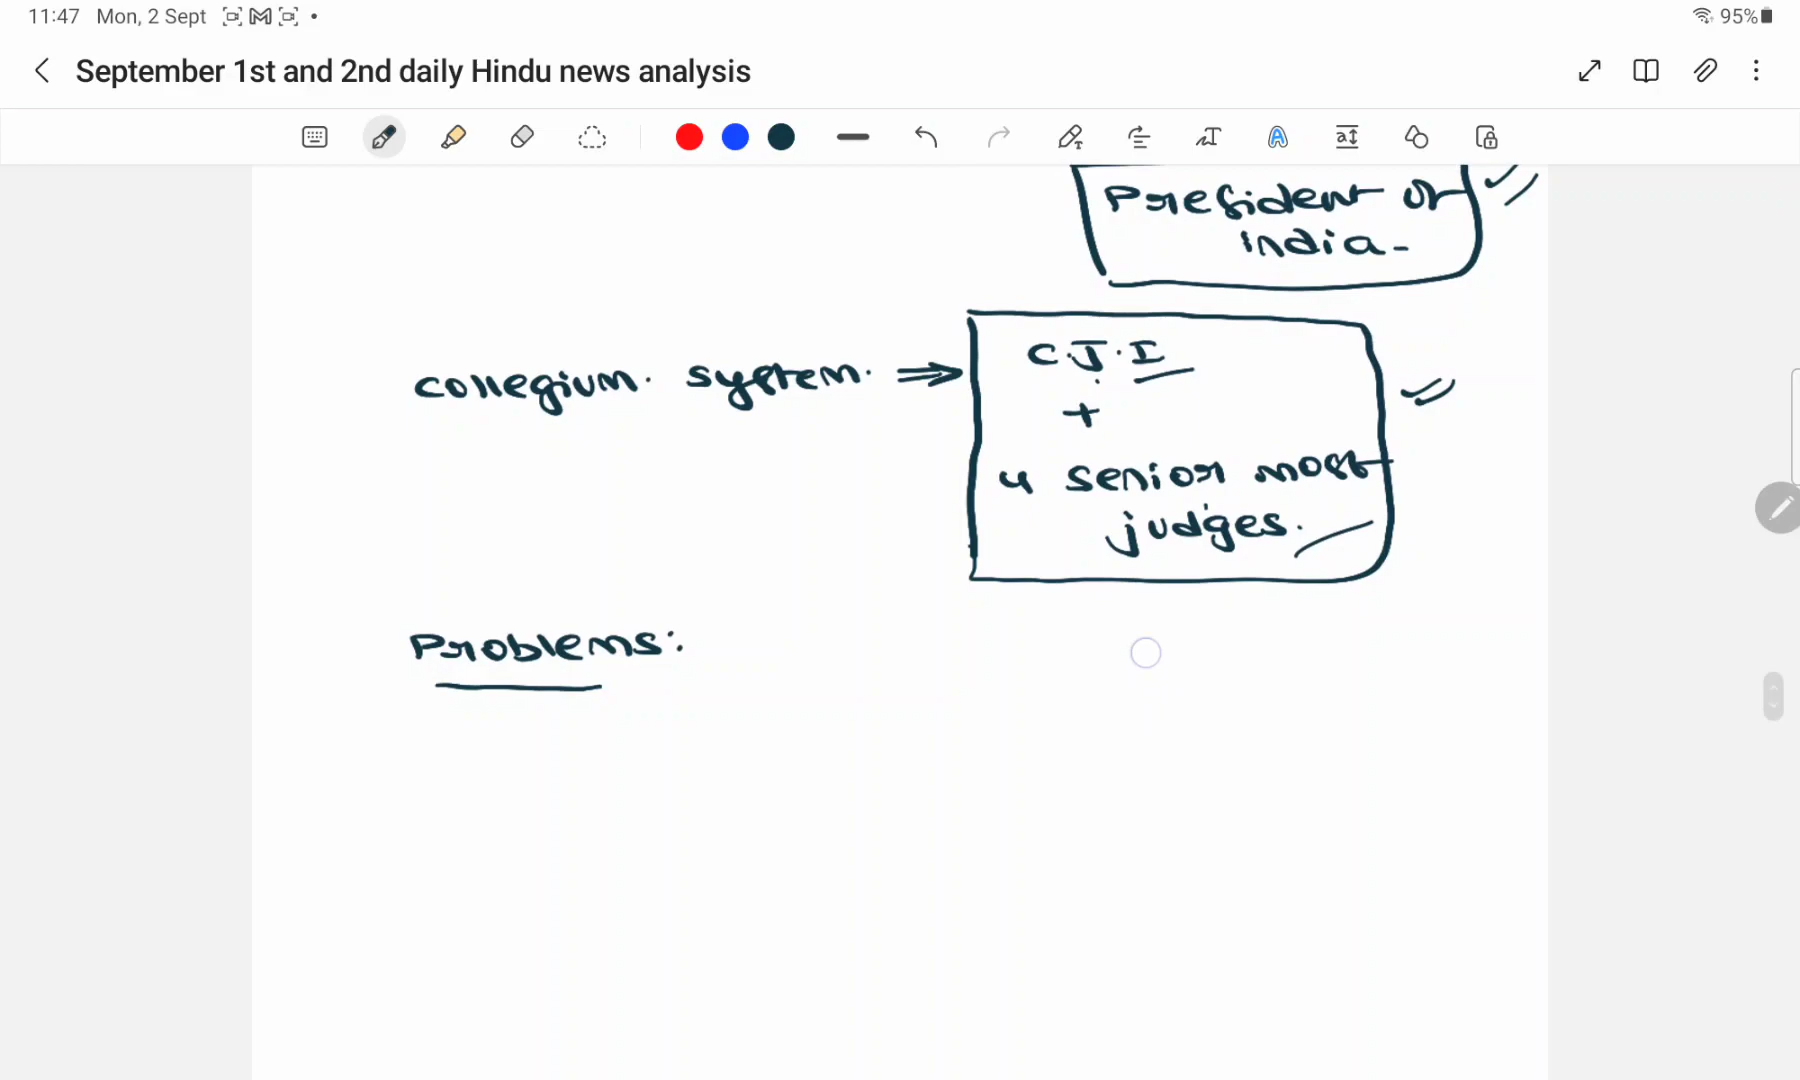 11:47 Mon, 2 Sept 95%
September 1st and 2nd daily Hindu news analysis
President of
india-
C.J.I
collegium. system. ⇒
+
4 senior most
judges.
Problems: